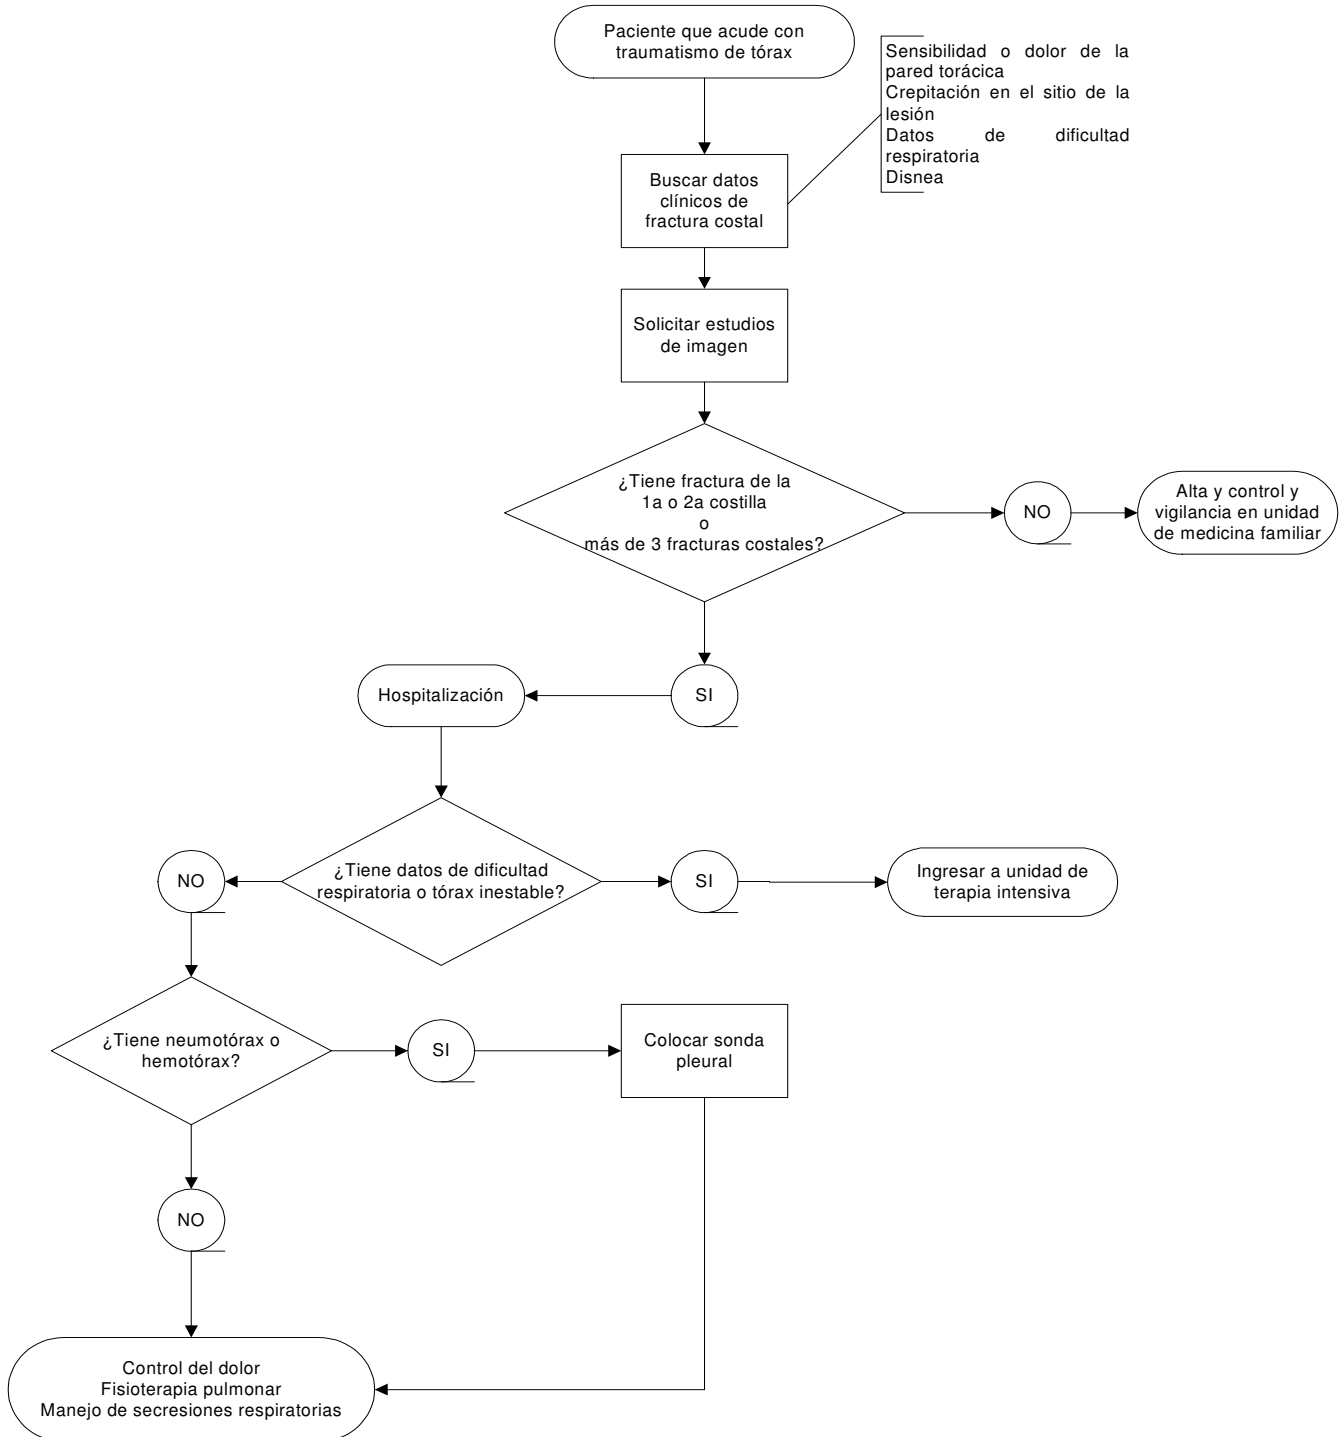 Paciente que acude con
traumatismo de tórax
Sensibilidad o dolor de la
pared torácica
Crepitación en el sitio de la
lesión
Datos de dificultad
respiratoria
Disnea
Buscar datos
clínicos de
fractura costal
Solicitar estudios
de imagen
¿Tiene fractura de la
1a o 2a costilla
o
más de 3 fracturas costales?
NO
Alta y control y
vigilancia en unidad
de medicina familiar
SI
Hospitalización
¿Tiene datos de dificultad
respiratoria o tórax inestable?
NO
SI
Ingresar a unidad de
terapia intensiva
¿Tiene neumotórax o
hemotórax?
SI
Colocar sonda
pleural
NO
Control del dolor
Fisioterapia pulmonar
Manejo de secresiones respiratorias